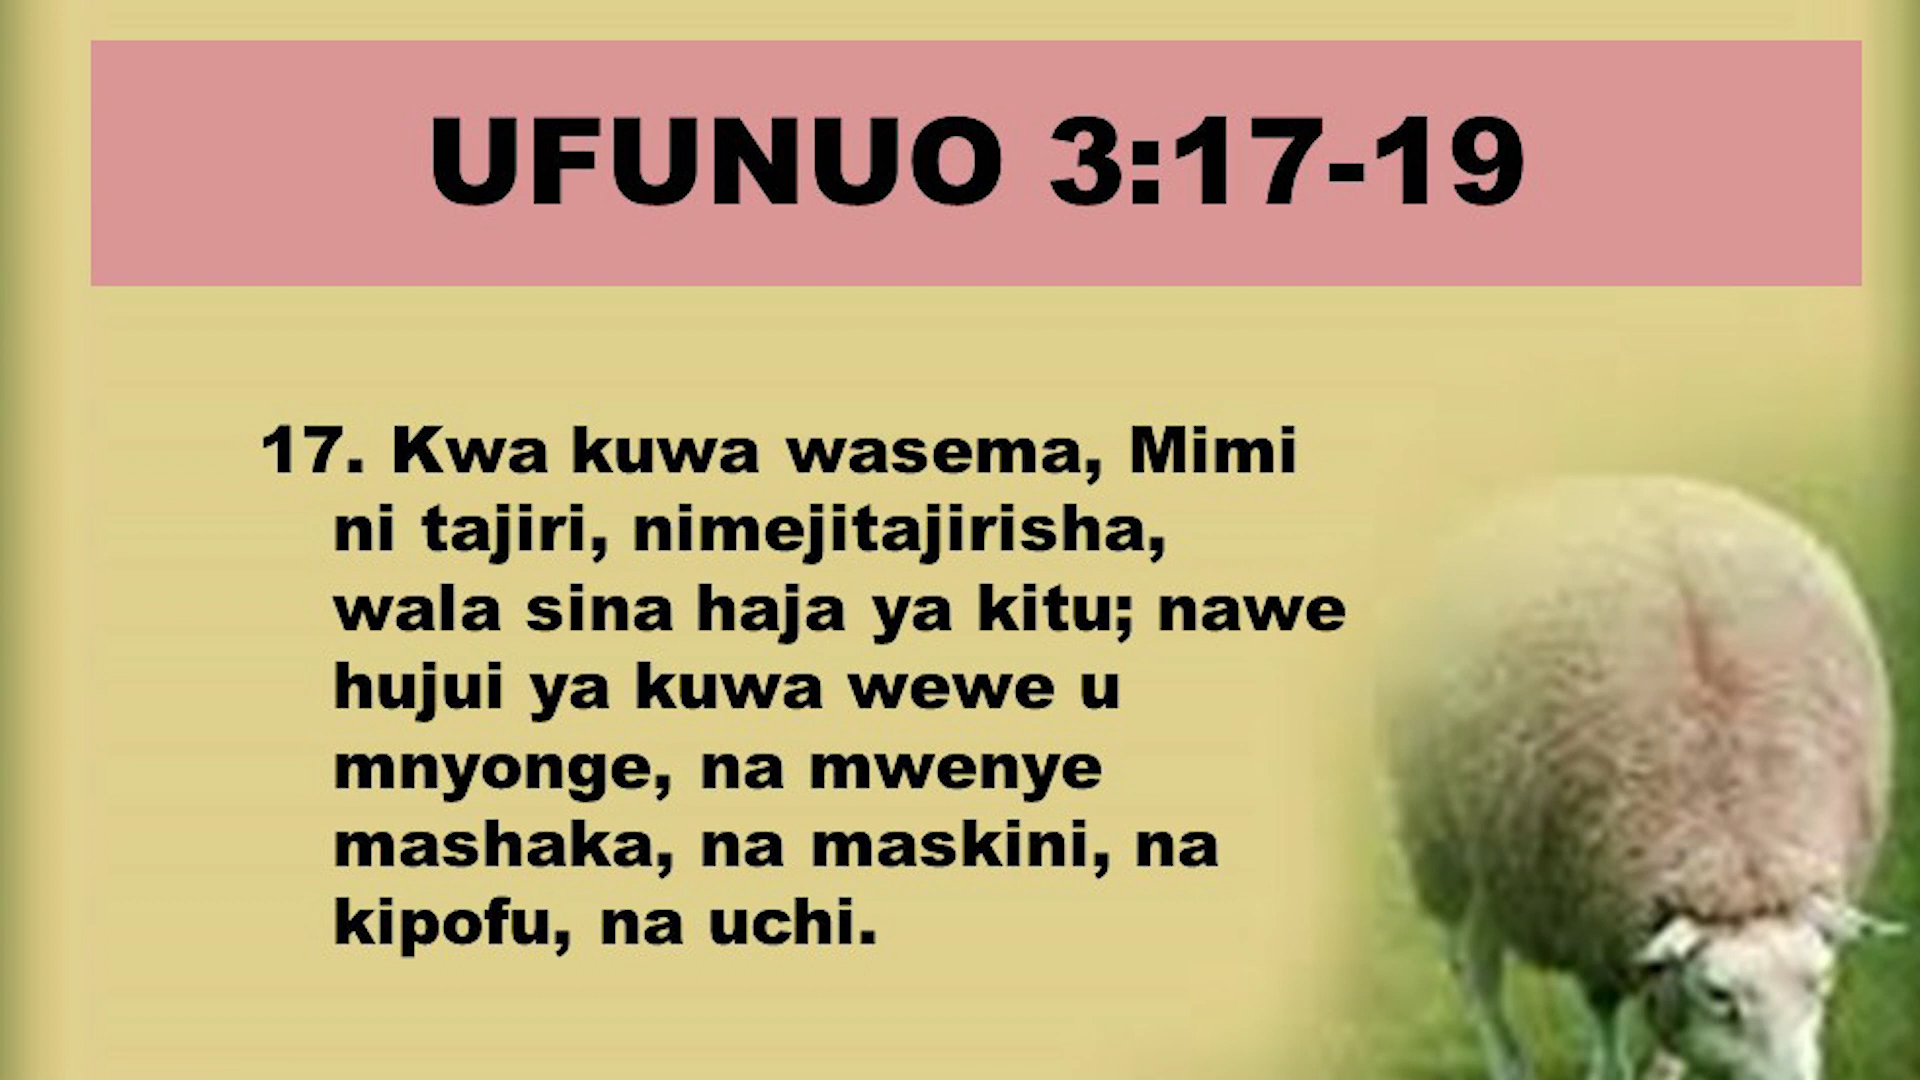 UFUNUO 3:17-19
17. Kwa kuwa wasema, Mimi
ni tajiri, nimejitajirisha,
wala sina haja ya kitu; nawe
hujui ya kuwa wewe u
mnyonge, na mwenye
mashaka, na maskini, na
kipofu, na uchi.